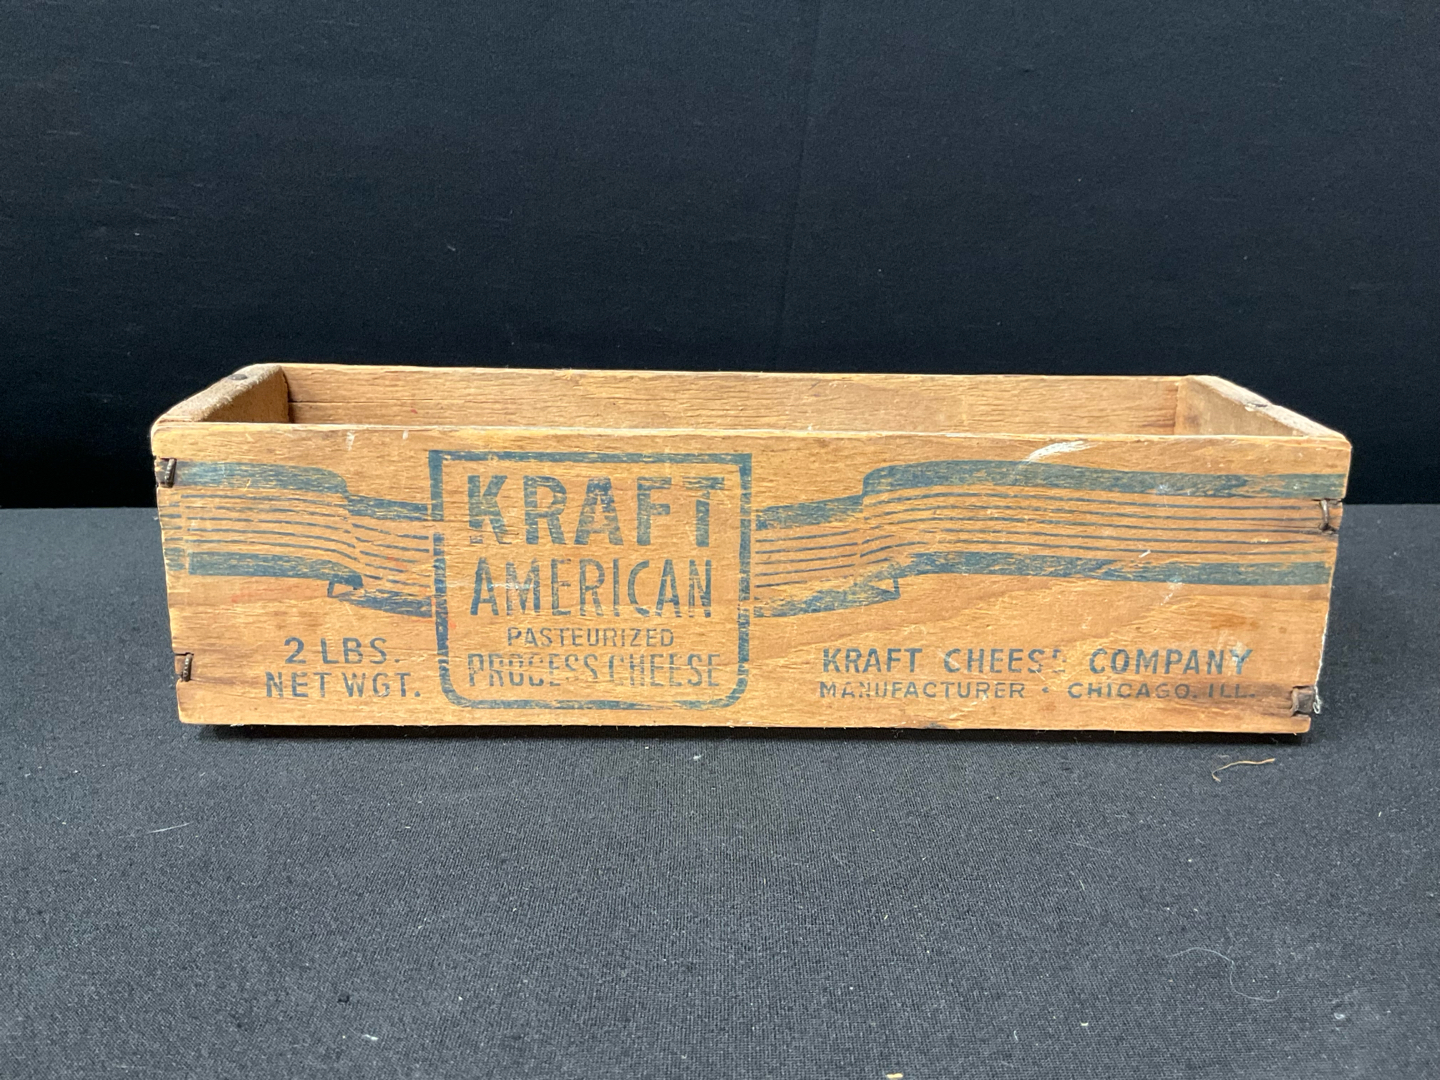 KRAFT
AMERICAN
PASTEURIZED
PROCESS CHEESE
2 LBS.
NET WGT.
KRAFT CHEESE COMPANY
MANUFACTURER • CHICAGO, ILL.